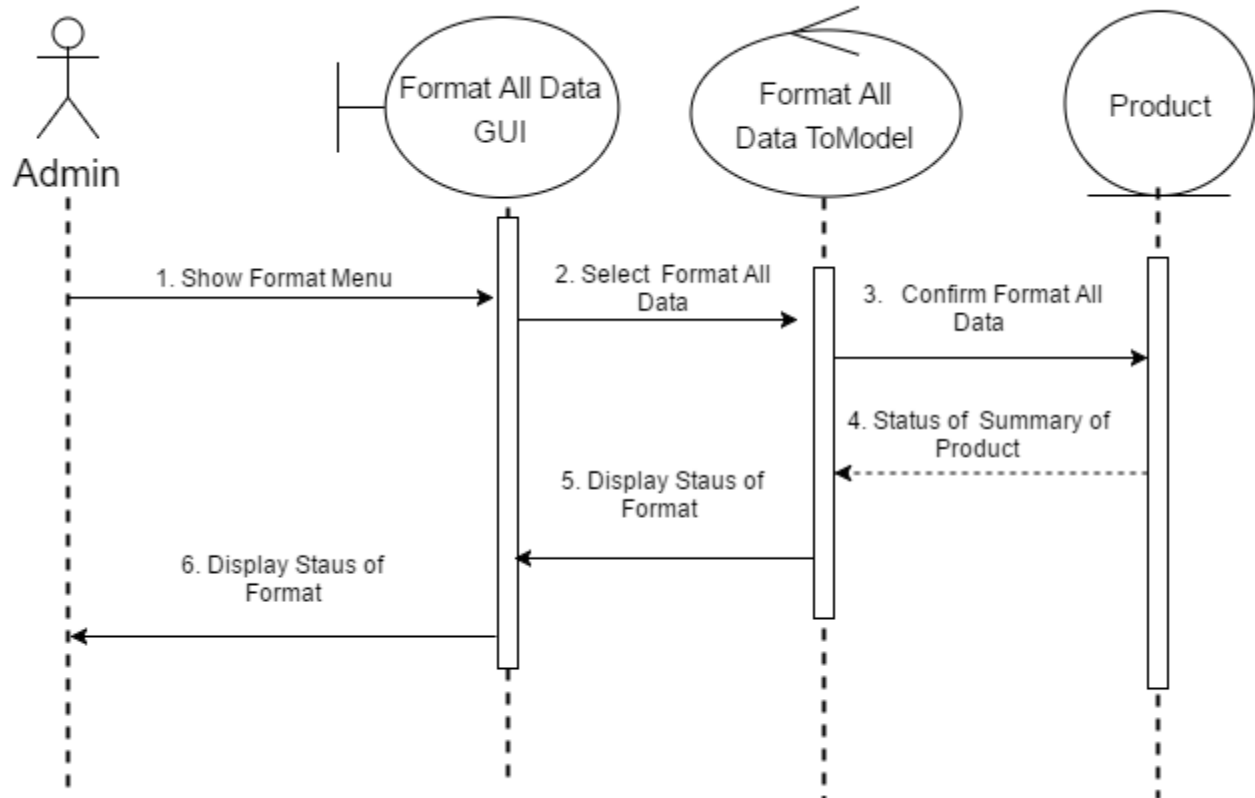 Format All Data
GUI
Format All
Data ToModel
Product
Admin
1. Show Format Menu
2. Select Format All
Data
3. Confirm Format All
Data
4. Status of Summary of
Product
5. Display Staus of
Format
6. Display Staus of
Format